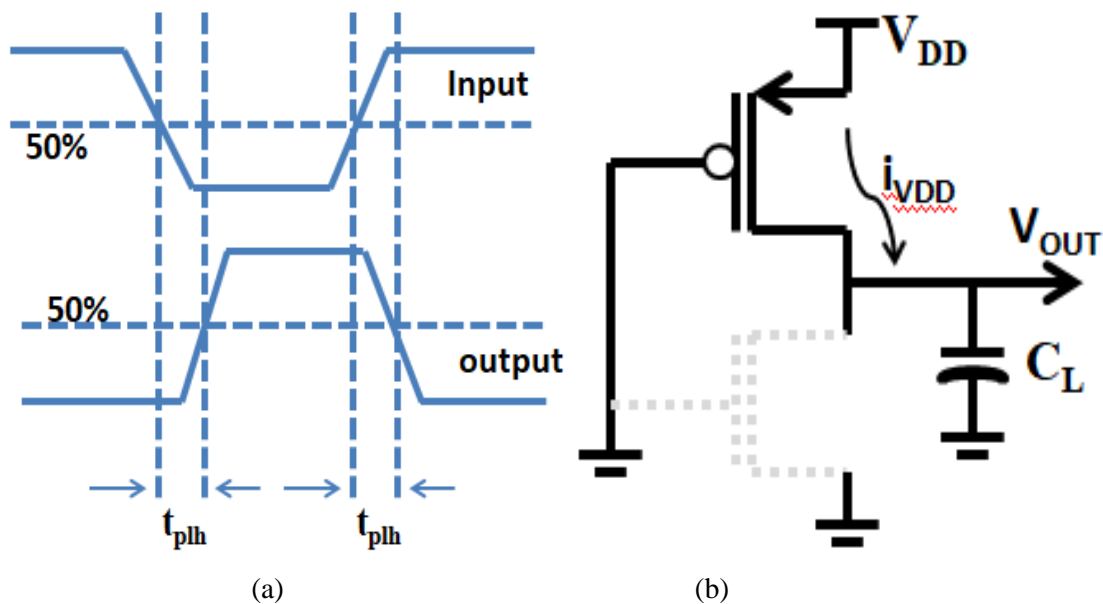 Input
50%
50%
output
t_plh
t_plh
(a)
V_DD
i_VDD
V_OUT
C_L
(b)